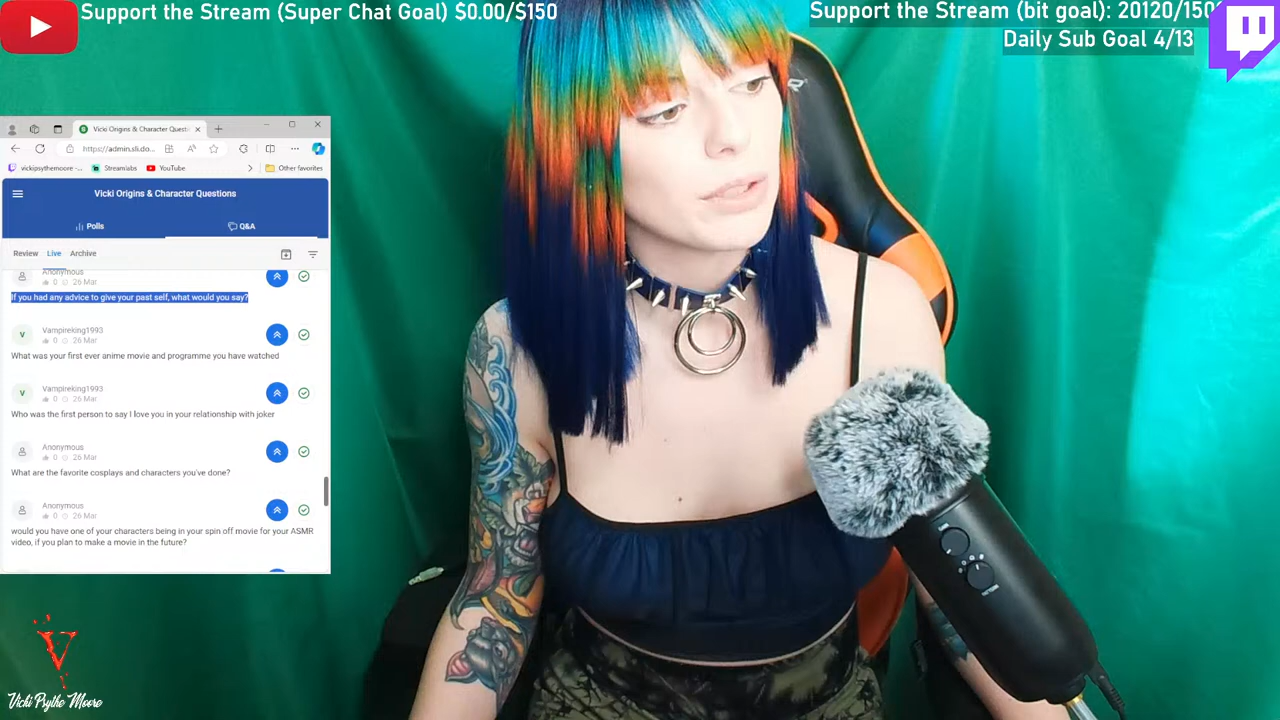 Support the Stream (Super Chat Goal) $0.00/$150
Support the Stream (bit goal): 20120/150
Daily Sub Goal 4/13
Vicki Origins & Character Questi
https://admin.sli.do...
vickipsythemoore -...
Streamlabs
YouTube
Other favorites
Vicki Origins & Character Questions
Polls
Q&A
Review
Live
Archive
Anonymous
0 26 Mar
If you had any advice to give your past self, what would you say?
V
Vampireking1993
0 26 Mar
What was your first ever anime movie and programme you have watched
V
Vampireking1993
0 26 Mar
Who was the first person to say I love you in your relationship with joker
Anonymous
0 26 Mar
What are the favorite cosplays and characters you've done?
Anonymous
0 26 Mar
would you have one of your characters being in your spin off movie for your ASMR
video, if you plan to make a movie in the future?
V
Vicki Psythe Moore